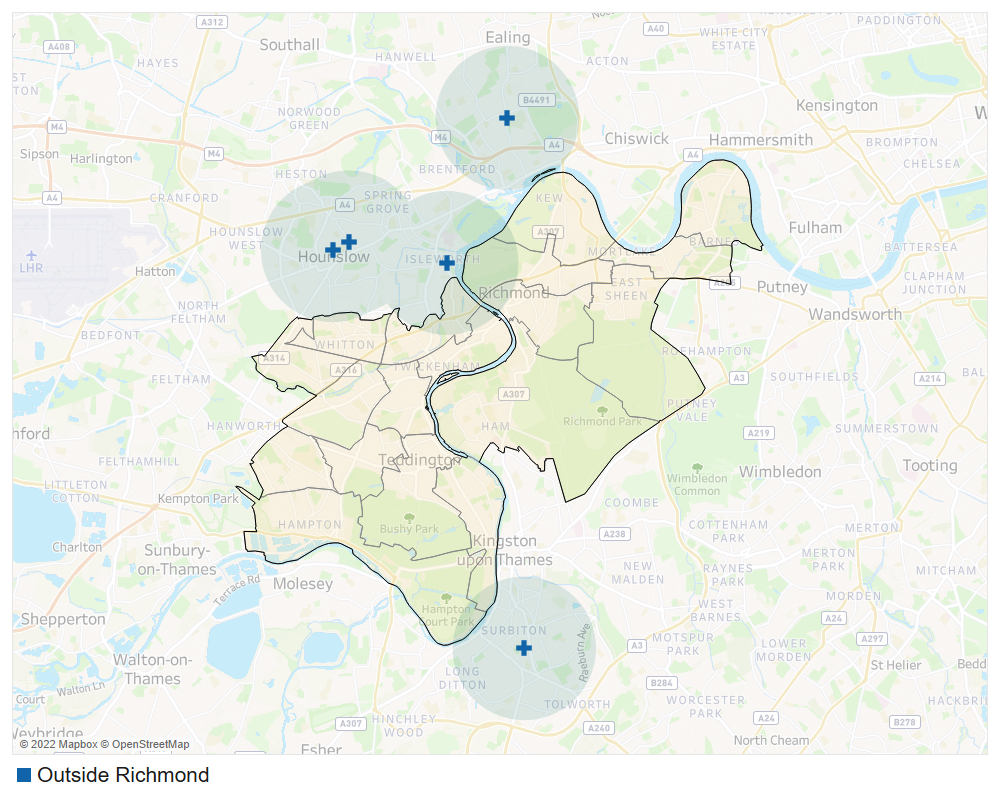 A312
A40
PADDINGTON
Ealing
WHITE CITY
ESTATE
Southall
A408
HANWELL
ACTON
HAYES
Kensington
B4491
NORWOOD
GREEN
M4
M4
Chiswick
Hammersmith
A4
BROMPTON
Sipson
Harlington
M4
A4
CHELSEA
HESTON
BRENTFORD
A4
CRANFORD
SPRING
GROVE
KEW
A4
HOUNSLOW
WEST
A307
BARNES
Fulham
BATTERSEA
Hounslow
ISLEWORTH
MORTLAKE
LHR
Hatton
CLAPHAM
JUNCTION
EAST
SHEEN
Richmond
Putney
NORTH
FELTHAM
Wandsworth
BEDFONT
WHITTON
ROEHAMPTON
A314
A316
TWICKENHAM
FELTHAM
A3
SOUTHFIELDS
A214
A307
PUTNEY
VALE
Richmond Park
HANWORTH
HAM
SUMMERSTOWN
A219
FELTHAMHILL
Teddington
Wimbledon
Tooting
Wimbledon
Common
LITTLETON
COTTON
Kempton Park
COOMBE
HAMPTON
Bushy Park
COTTENHAM
PARK
MERTON
A238
Charlton
Sunbury-
on-Thames
Kingston
upon Thames
MERTON
PARK
NEW
MALDEN
RAYNES
PARK
MITCHAM
Terrace Rd
Molesey
MORDEN
Hampton
Court Park
WEST
BARNES
Shepperton
A24
SURBITON
Raeburn Ave
A3
MOTSPUR
PARK
A297
LOWER
MORDEN
Walton-on-
Thames
St Helier
Bedd
LONG
DITTON
B284
Walton Ln
Court
TOLWORTH
WORCESTER
PARK
HACKBRI
A307
HINCHLEY
WOOD
A240
A24
B278
Weybridge
Esher
North Cheam
© 2022 Mapbox © OpenStreetMap
Outside Richmond